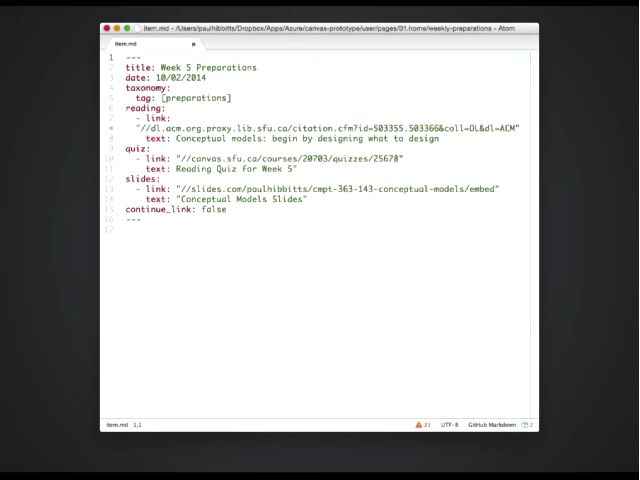 item.md - /Users/paulhibbitts/Dropbox/Apps/Azure/canvas-prototype/user/pages/01.home/weekly-preparations - Atom
item.md
1 ---
2 title: Week 5 Preparations
3 date: 10/02/2014
4 taxonomy:
5 tag: [preparations]
6 reading:
7 - link:
• "//dl.acm.org.proxy.lib.sfu.ca/citation.cfm?id=503355.503366&coll=DL&dl=ACM"
8 text: Conceptual models: begin by designing what to design
9 quiz:
10 - link: "//canvas.sfu.ca/courses/20703/quizzes/25678"
11 text: Reading Quiz for Week 5"
12 slides:
13 - link: "//slides.com/paulhibbitts/cmpt-363-143-conceptual-models/embed"
14 text: "Conceptual Models Slides"
15 continue_link: false
16 ---
17
item.md 1,1 21 UTF-8 GitHub Markdown 2